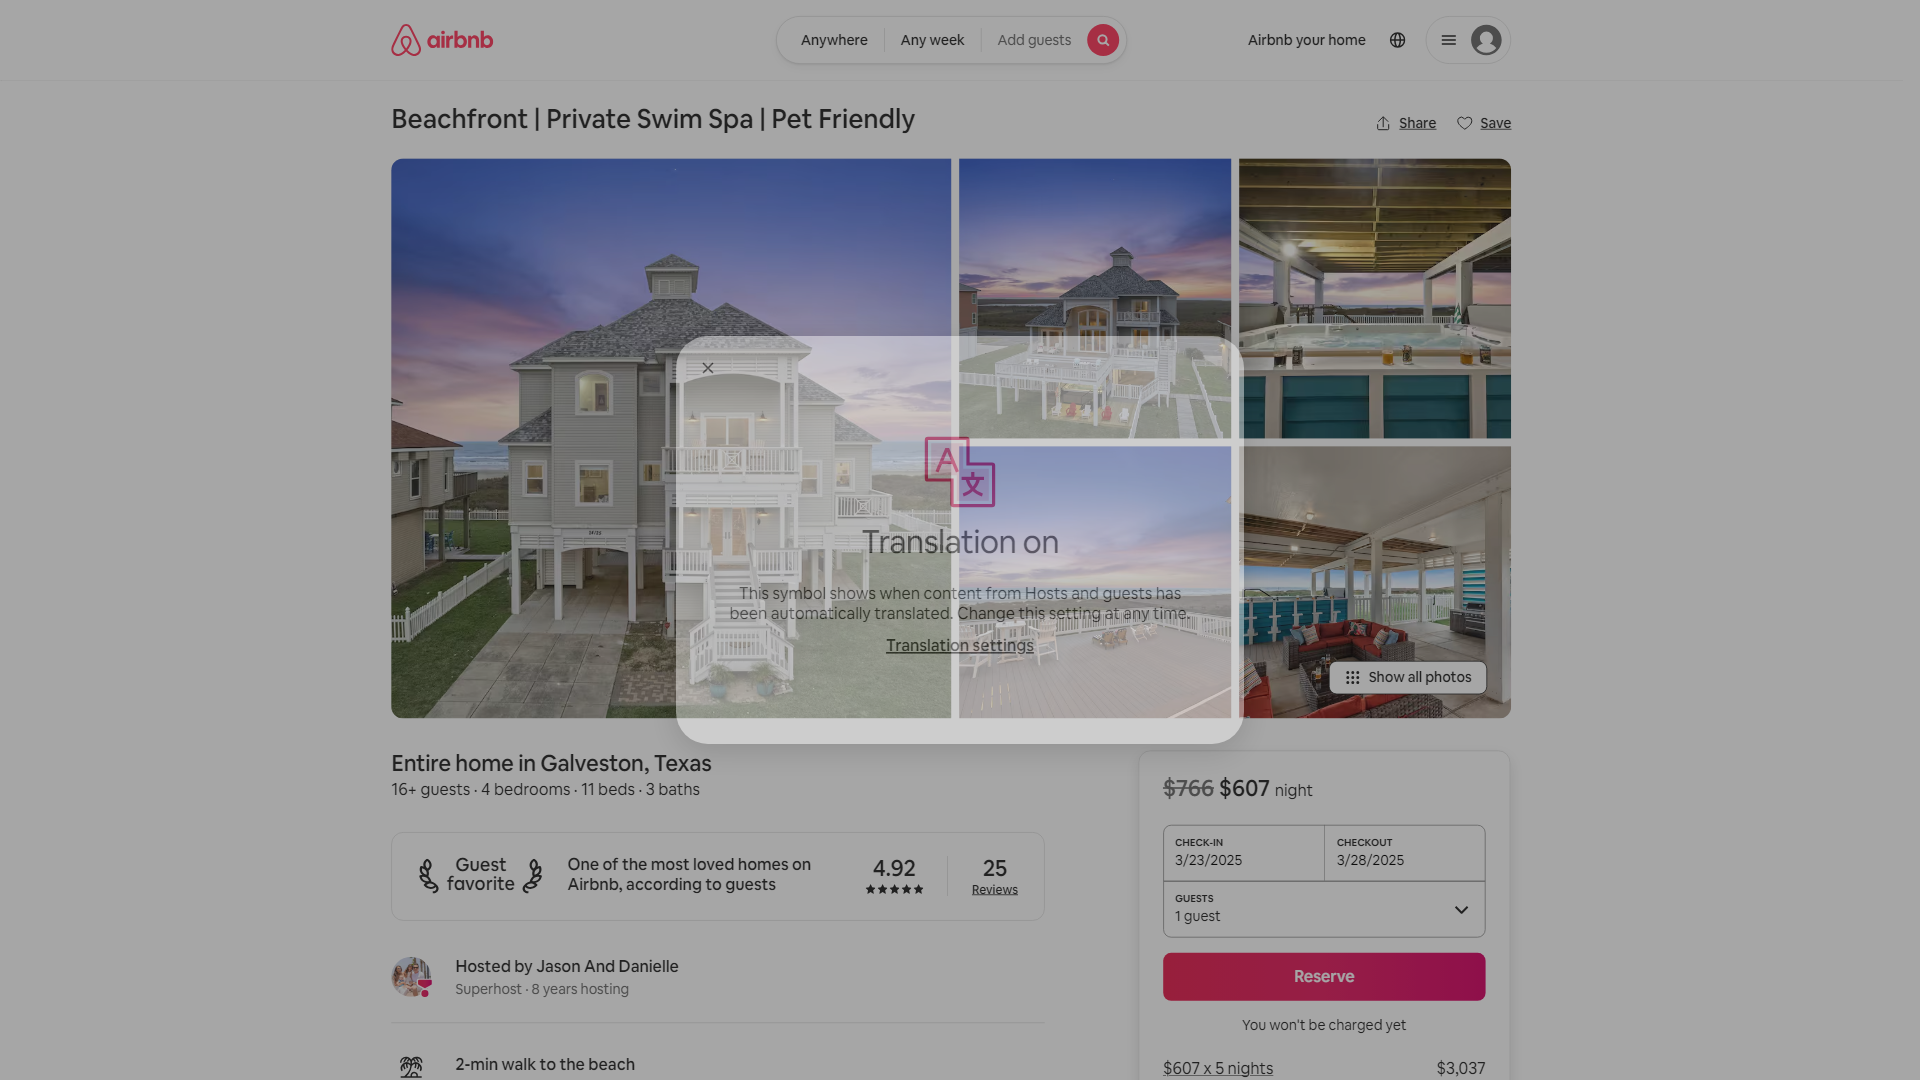 airbnb
Anywhere
Any week
Add guests
Airbnb your home
Beachfront | Private Swim Spa | Pet Friendly
Share
Save
A 文
Translation on
This symbol shows when content from Hosts and guests has
been automatically translated. Change this setting at any time.
Translation settings
Show all photos
Entire home in Galveston, Texas
16+ guests · 4 bedrooms · 11 beds · 3 baths
Guest
favorite
One of the most loved homes on
Airbnb, according to guests
4.92
25
Reviews
Hosted by Jason And Danielle
Superhost · 8 years hosting
2-min walk to the beach
$766 $607 night
CHECK-IN
3/23/2025
CHECKOUT
3/28/2025
GUESTS
1 guest
Reserve
You won't be charged yet
$607 x 5 nights
$3,037